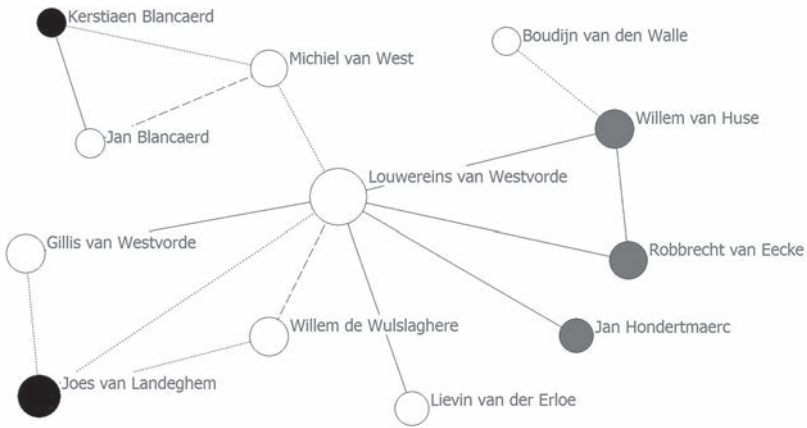 Kerstiaen Blancaerd
Boudijn van den Walle
Michiel van West
Willem van Huse
Jan Blancaerd
Louwereins van Westvorde
Gillis van Westvorde
Robbrecht van Eecke
Willem de Wulslaghere
Jan Hondertmaerc
Joes van Landeghem
Lievin van der Erloe